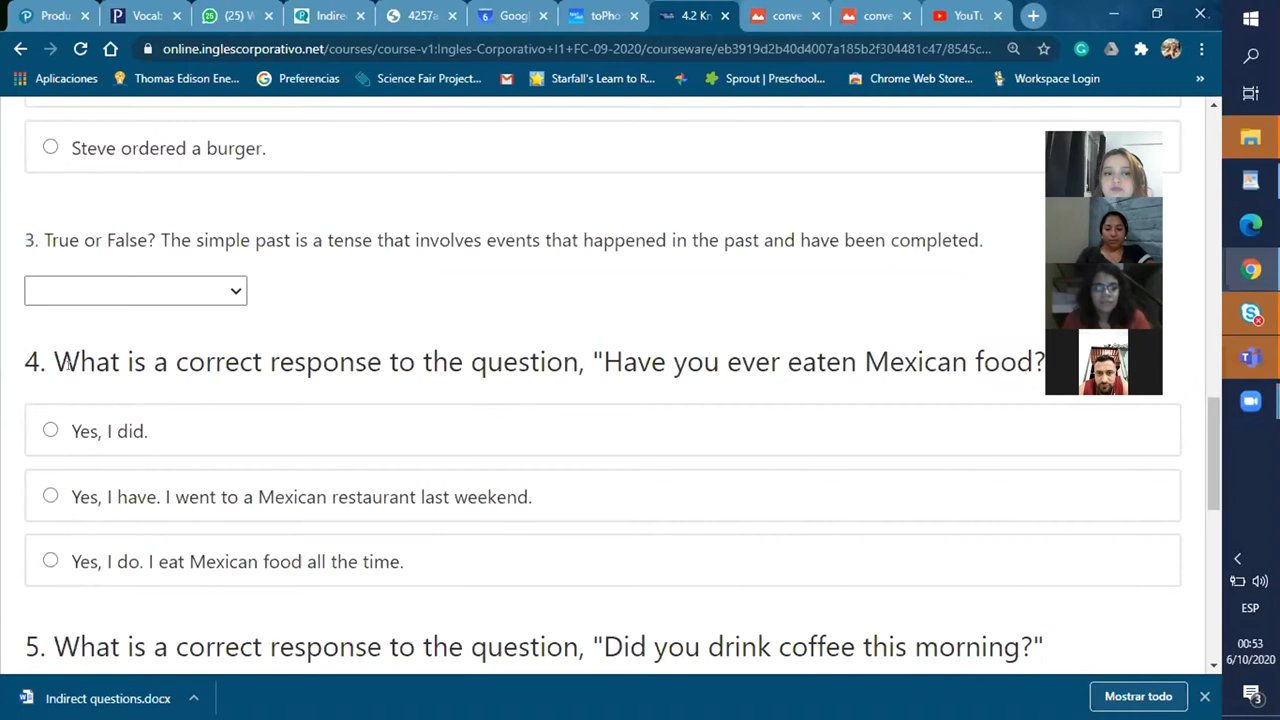 Produ
Vocab
(25) W
Indire
4257a
Goog
toPho
4.2 Kn
conve
conve
YouTu
online.inglescorporativo.net/courses/course-v1:Ingles-Corporativo+I1+FC-09-2020/courseware/eb3919d2b40d4007a185b2f304481c47/8545c...
Aplicaciones
Thomas Edison Ene...
Preferencias
Science Fair Project...
Starfall's Learn to R...
Sprout | Preschool...
Chrome Web Store...
Workspace Login
»
Steve ordered a burger.
3. True or False? The simple past is a tense that involves events that happened in the past and have been completed.
4. What is a correct response to the question, "Have you ever eaten Mexican food?
Yes, I did.
Yes, I have. I went to a Mexican restaurant last weekend.
Yes, I do. I eat Mexican food all the time.
5. What is a correct response to the question, "Did you drink coffee this morning?"
Indirect questions.docx
Mostrar todo
ESP
00:53
6/10/2020
3